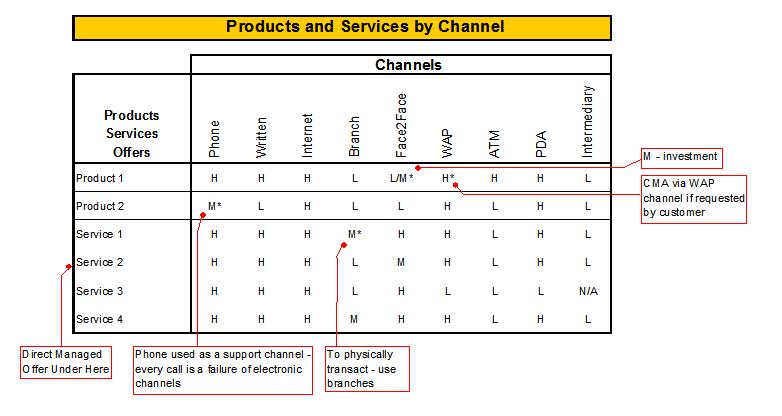 Products and Services by Channel
Channels
Products
Services
Offers
Phone
Written
Internet
Branch
Face2Face
WAP
ATM
PDA
Intermediary
Product 1 H H H L L/M* H* H H L
Product 2 M* L H L L H L H L
Service 1 H H H M* H H L H L
Service 2 H H H L M H L H L
Service 3 H H H L H L L L N/A
Service 4 H H H M H H L H L
M - investment
CMA via WAP
channel if requested
by customer
Direct Managed
Offer Under Here
Phone used as a support channel -
every call is a failure of electronic
channels
To physically
transact - use
branches